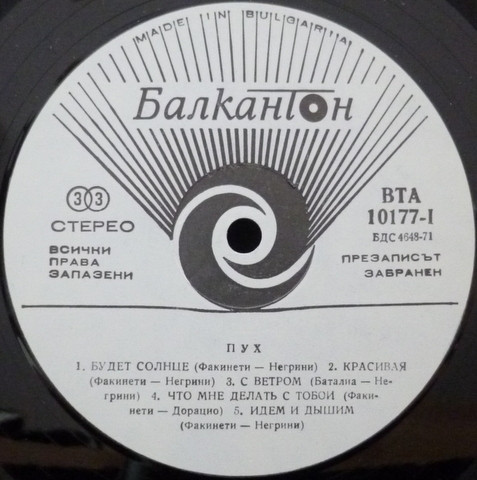 MADE IN BULGARIA
Балкантон
33
СТЕРЕО
ВСИЧКИ
ПРАВА
ЗАПАЗЕНИ
ВТА
10177-I
БДС 4648-71
ПРЕЗАПИСЪТ
ЗАБРАНЕН
ПУХ
1. БУДЕТ СОЛНЦЕ (Факинети — Негрини) 2. КРАСИВАЯ
(Факинети — Негрини) 3. С ВЕТРОМ (Баталиа — Не-
грини) 4. ЧТО МНЕ ДЕЛАТЬ С ТОБОЙ (Факи-
нети — Дорацио) 5. ИДЕМ И ДЫШИМ
(Факинети — Негрини)